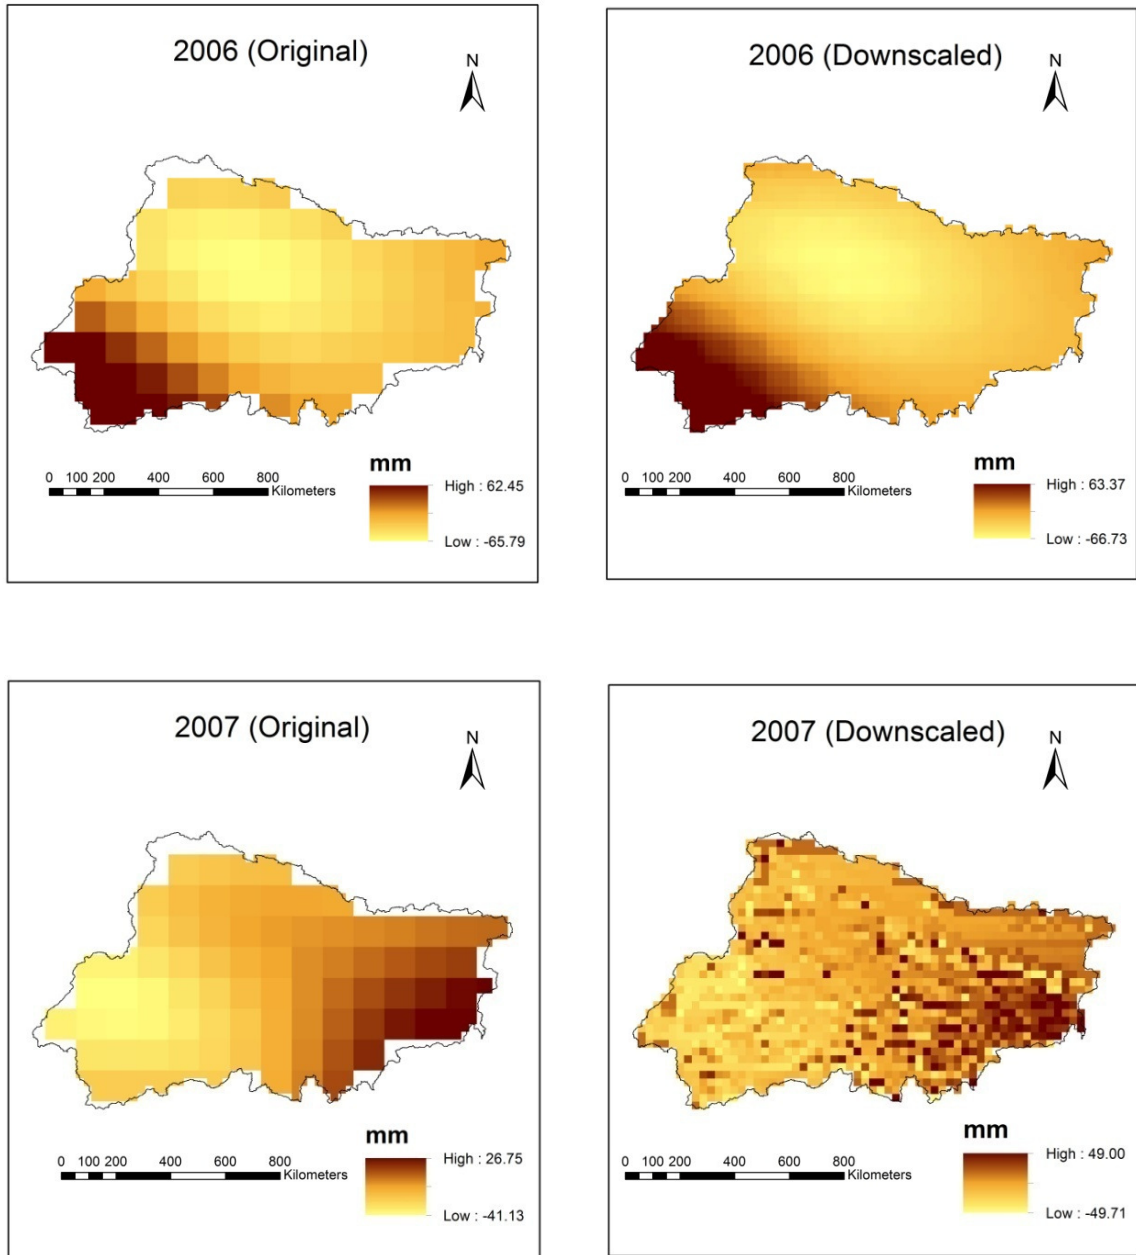 2006 (Original)
N
0 100 200 400 600 800
Kilometers
mm
High : 62.45
Low : -65.79
2006 (Downscaled)
N
0 100 200 400 600 800
Kilometers
mm
High : 63.37
Low : -66.73
2007 (Original)
N
0 100 200 400 600 800
Kilometers
mm
High : 26.75
Low : -41.13
2007 (Downscaled)
N
0 100 200 400 600 800
Kilometers
mm
High : 49.00
Low : -49.71